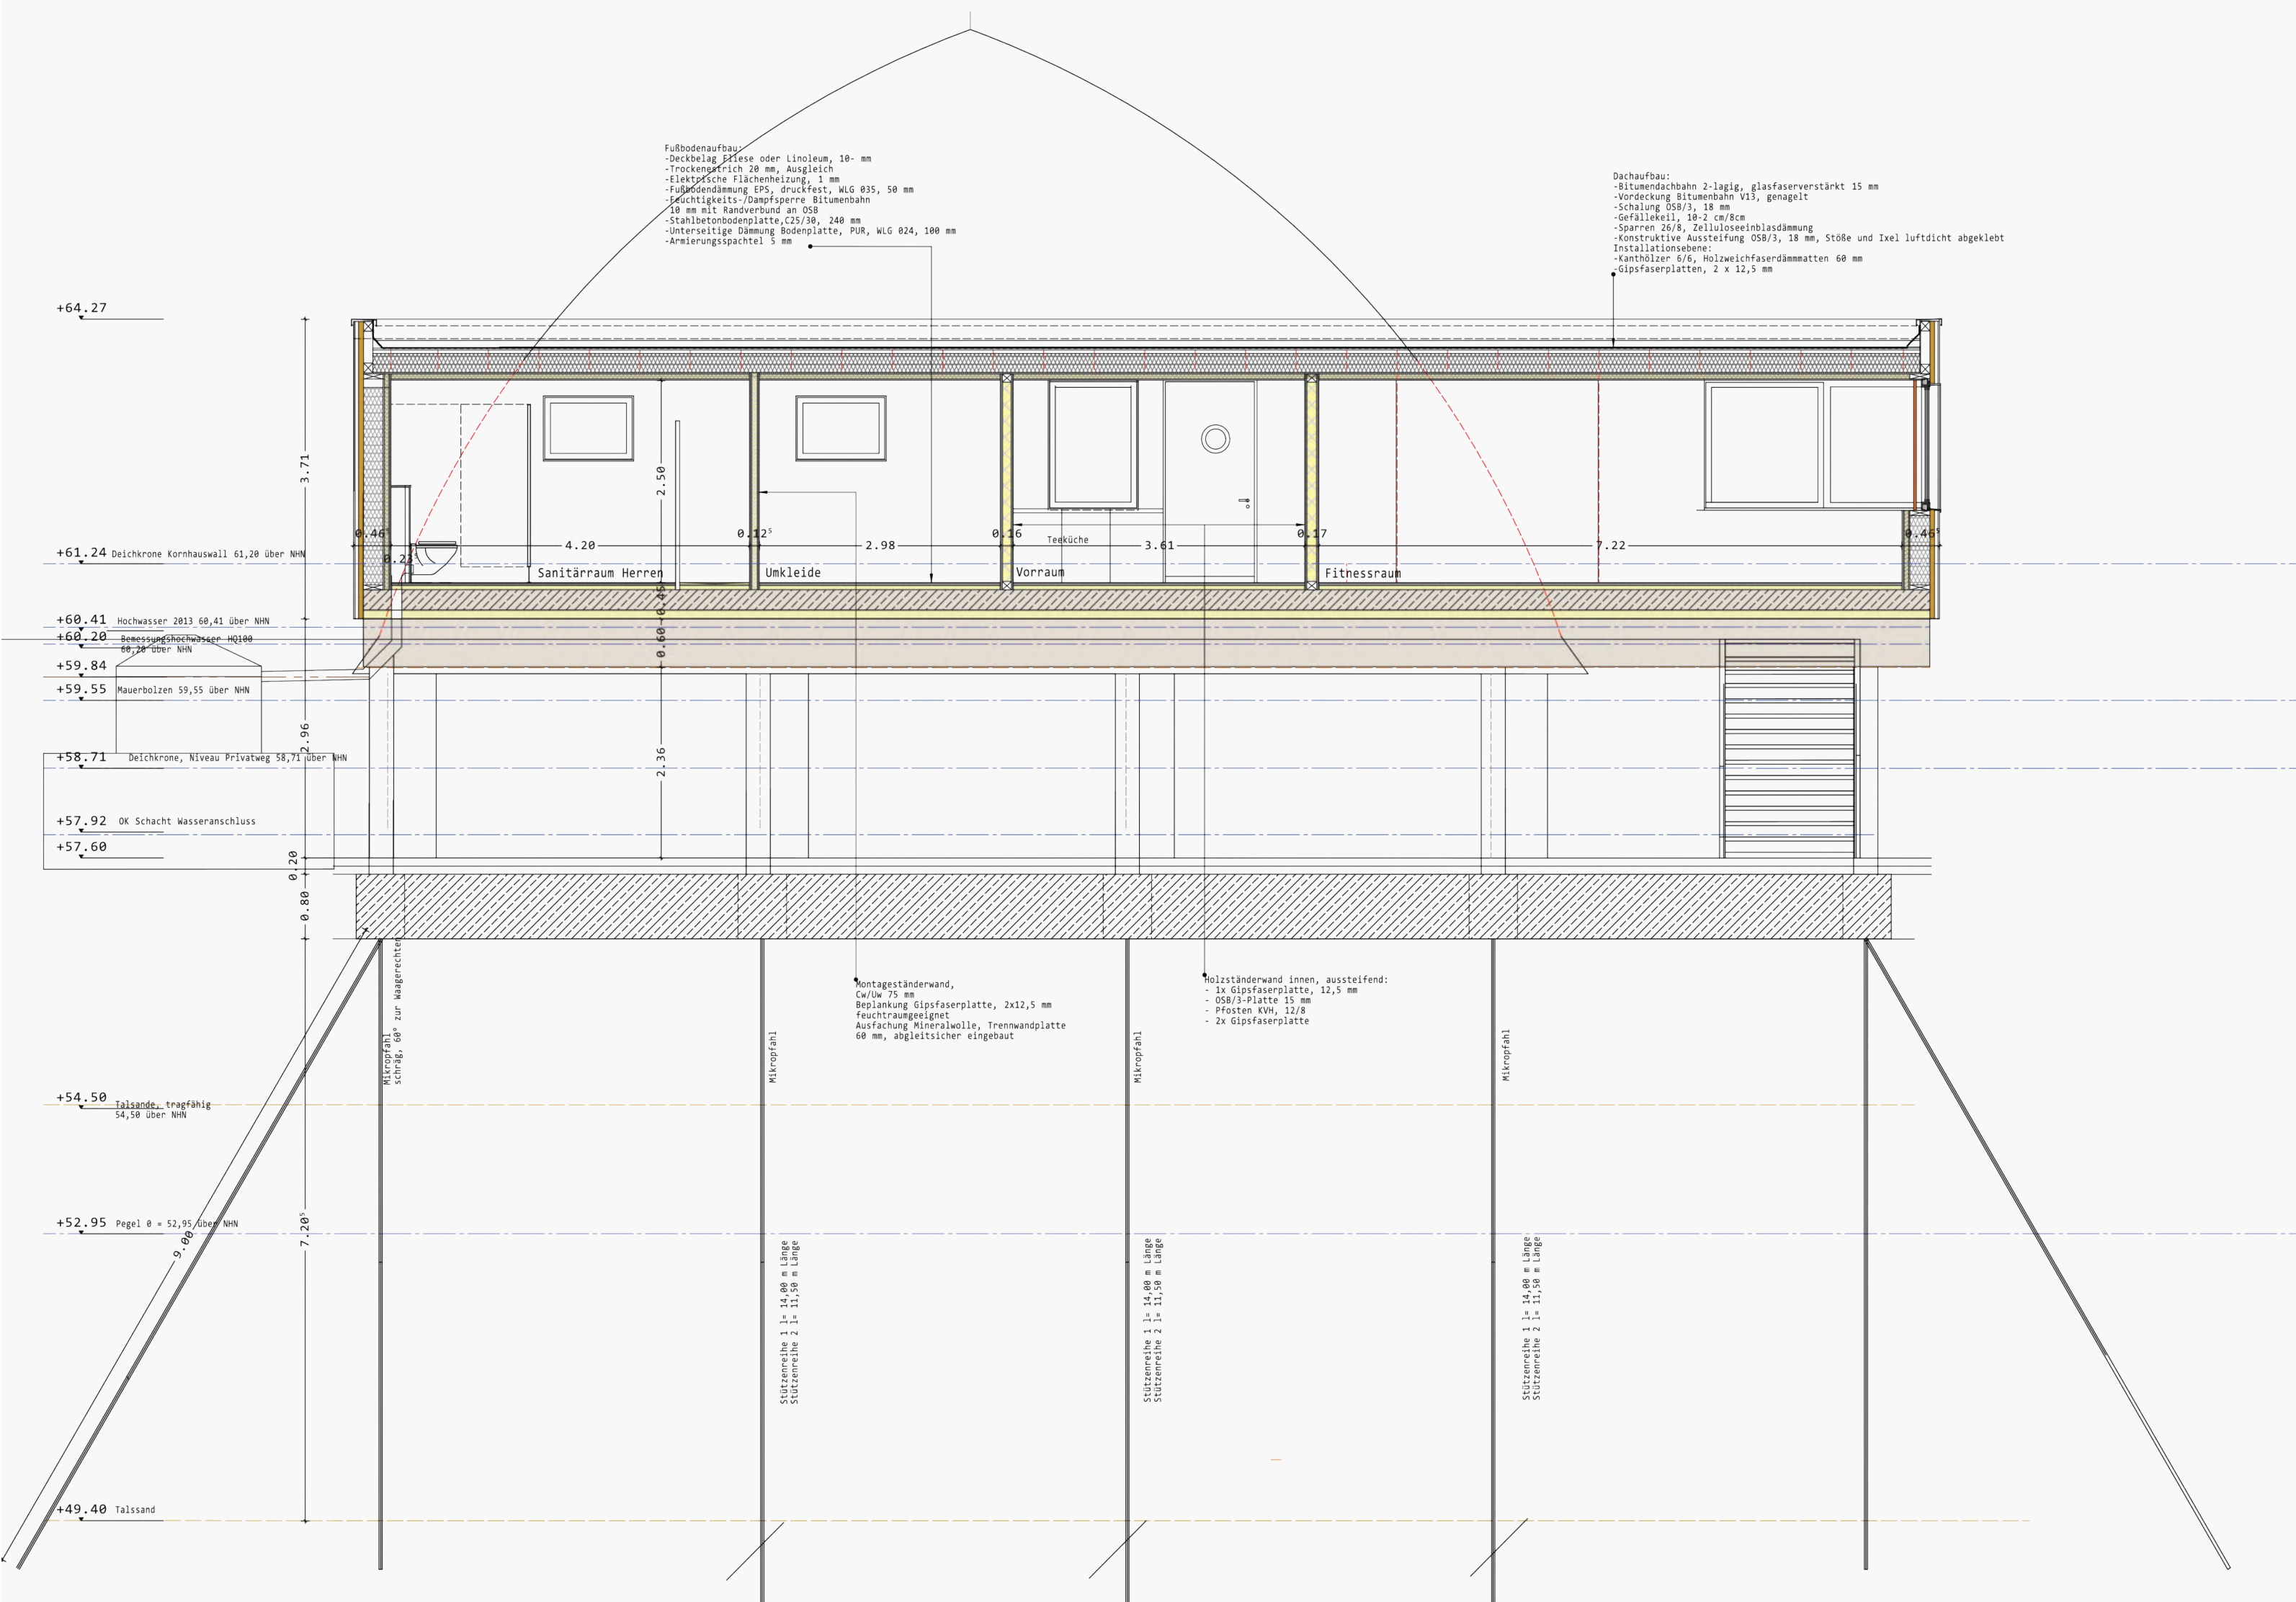 Fußbodenaufbau:
-Deckbelag Fliese oder Linoleum, 10- mm
-Trockenestrich 20 mm, Ausgleich
-Elektrische Flächenheizung, 1 mm
-Fußbodendämmung EPS, druckfest, WLG 035, 50 mm
-Feuchtigkeits-/Dampfsperre Bitumenbahn
10 mm mit Randverbund an OSB
-Stahlbetonbodenplatte,C25/30, 240 mm
-Unterseitige Dämmung Bodenplatte, PUR, WLG 024, 100 mm
-Armierungsspachtel 5 mm
Dachaufbau:
-Bitumendachbahn 2-lagig, glasfaserverstärkt 15 mm
-Vordeckung Bitumenbahn V13, genagelt
-Schalung OSB/3, 18 mm
-Gefällekeil, 10-2 cm/8cm
-Sparren 26/8, Zelluloseeinblasdämmung
-Konstruktive Aussteifung OSB/3, 18 mm, Stöße und Ixel luftdicht abgeklebt
Installationsebene:
-Kanthölzer 6/6, Holzweichfaserdämmmatten 60 mm
-Gipsfaserplatten, 2 x 12,5 mm
+64.27
3.71
2.50
0.46⁵
0.23
4.20
0.12⁵
2.98
0.16
Teeküche
3.61
0.17
7.22
0.46⁵
+61.24 Deichkrone Kornhauswall 61,20 über NHN
Sanitärraum Herren
Umkleide
Vorraum
Fitnessraum
0.45
+60.41 Hochwasser 2013 60,41 über NHN
+60.20 Bemessungshochwasser HQ100
60,20 über NHN
0.60
+59.84
+59.55 Mauerbolzen 59,55 über NHN
2.96
2.36
+58.71 Deichkrone, Niveau Privatweg 58,71 über NHN
+57.92 OK Schacht Wasseranschluss
+57.60
0.20
0.80
Mikropfahl
schräg, 60° zur Waagerechten
Montageständerwand,
Cw/Uw 75 mm
Beplankung Gipsfaserplatte, 2x12,5 mm
feuchtraumgeeignet
Ausfachung Mineralwolle, Trennwandplatte
60 mm, abgleitsicher eingebaut
Holzständerwand innen, aussteifend:
- 1x Gipsfaserplatte, 12,5 mm
- OSB/3-Platte 15 mm
- Pfosten KVH, 12/8
- 2x Gipsfaserplatte
Mikropfahl
Mikropfahl
Mikropfahl
+54.50 Talsande, tragfähig
54,50 über NHN
+52.95 Pegel 0 = 52,95 über NHN
9.00
7.20⁵
Stützenreihe 1 l= 14,00 m Länge
Stützenreihe 2 l= 11,50 m Länge
Stützenreihe 1 l= 14,00 m Länge
Stützenreihe 2 l= 11,50 m Länge
Stützenreihe 1 l= 14,00 m Länge
Stützenreihe 2 l= 11,50 m Länge
+49.40 Talssand